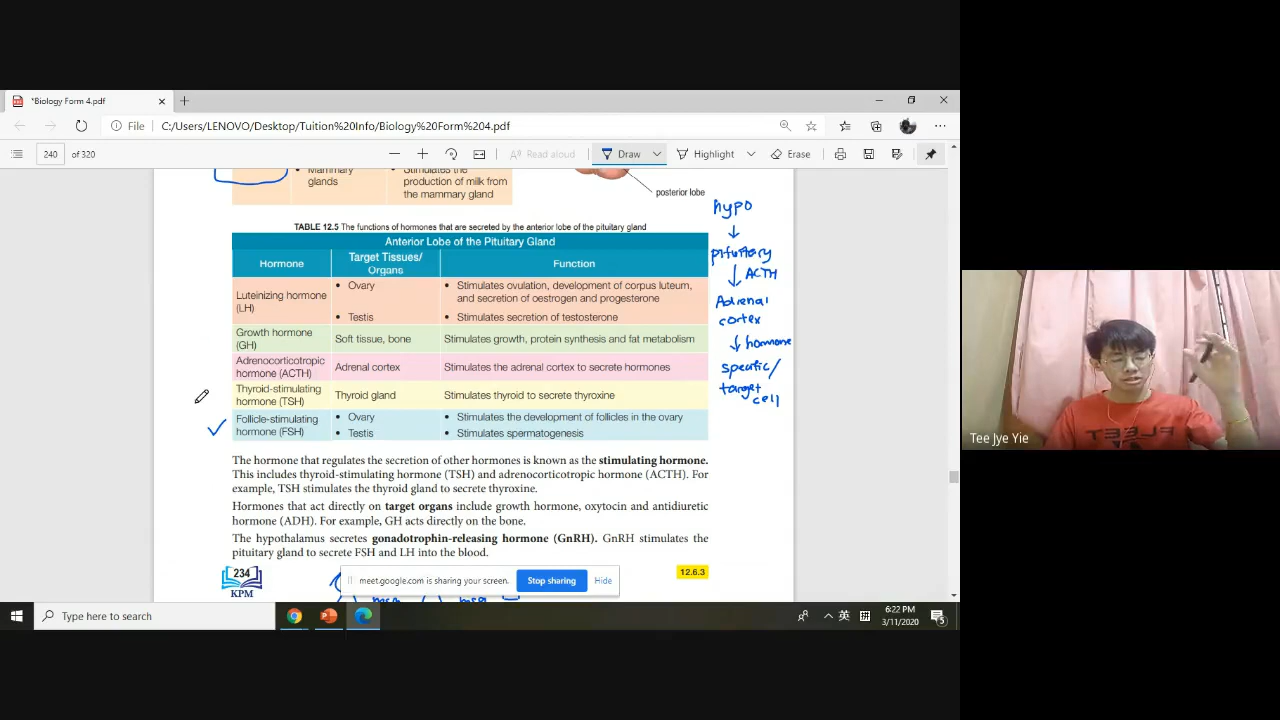 *Biology Form 4.pdf
File
C:/Users/LENOVO/Desktop/Tuition%20Info/Biology%20Form%204.pdf
240
of 320
Read aloud
Draw
Highlight
Erase
Mammary
glands
Stimulates the
production of milk from
the mammary gland
posterior lobe
TABLE 12.5 The functions of hormones that are secreted by the anterior lobe of the pituitary gland
Anterior Lobe of the Pituitary Gland
Hormone
Target Tissues/
Organs
Function
Luteinizing hormone
(LH)
• Ovary
• Stimulates ovulation, development of corpus luteum,
and secretion of oestrogen and progesterone
• Testis
• Stimulates secretion of testosterone
Growth hormone
(GH)
Soft tissue, bone
Stimulates growth, protein synthesis and fat metabolism
Adrenocorticotropic
hormone (ACTH)
Adrenal cortex
Stimulates the adrenal cortex to secrete hormones
Thyroid-stimulating
hormone (TSH)
Thyroid gland
Stimulates thyroid to secrete thyroxine
Follicle-stimulating
hormone (FSH)
• Ovary
• Testis
• Stimulates the development of follicles in the ovary
• Stimulates spermatogenesis
hypo
pituitary
ACTH
Adrenal
cortex
hormone
specific/
target
cell
The hormone that regulates the secretion of other hormones is known as the stimulating hormone.
This includes thyroid-stimulating hormone (TSH) and adrenocorticotropic hormone (ACTH). For
example, TSH stimulates the thyroid gland to secrete thyroxine.
Hormones that act directly on target organs include growth hormone, oxytocin and antidiuretic
hormone (ADH). For example, GH acts directly on the bone.
The hypothalamus secretes gonadotrophin-releasing hormone (GnRH). GnRH stimulates the
pituitary gland to secrete FSH and LH into the blood.
234
KPM
12.6.3
meet.google.com is sharing your screen.
Stop sharing
Hide
Type here to search
英
6:22 PM
3/11/2020
5
Tee Jye Yie